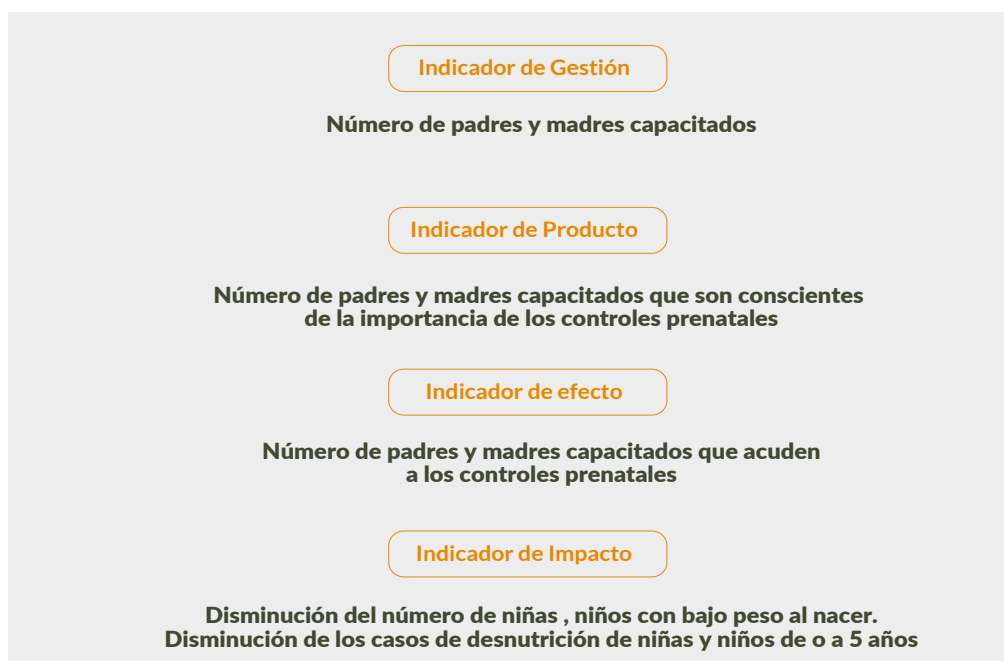 Indicador de Gestión
Número de padres y madres capacitados
Indicador de Producto
Número de padres y madres capacitados que son conscientes
de la importancia de los controles prenatales
Indicador de efecto
Número de padres y madres capacitados que acuden
a los controles prenatales
Indicador de Impacto
Disminución del número de niñas , niños con bajo peso al nacer.
Disminución de los casos de desnutrición de niñas y niños de o a 5 años